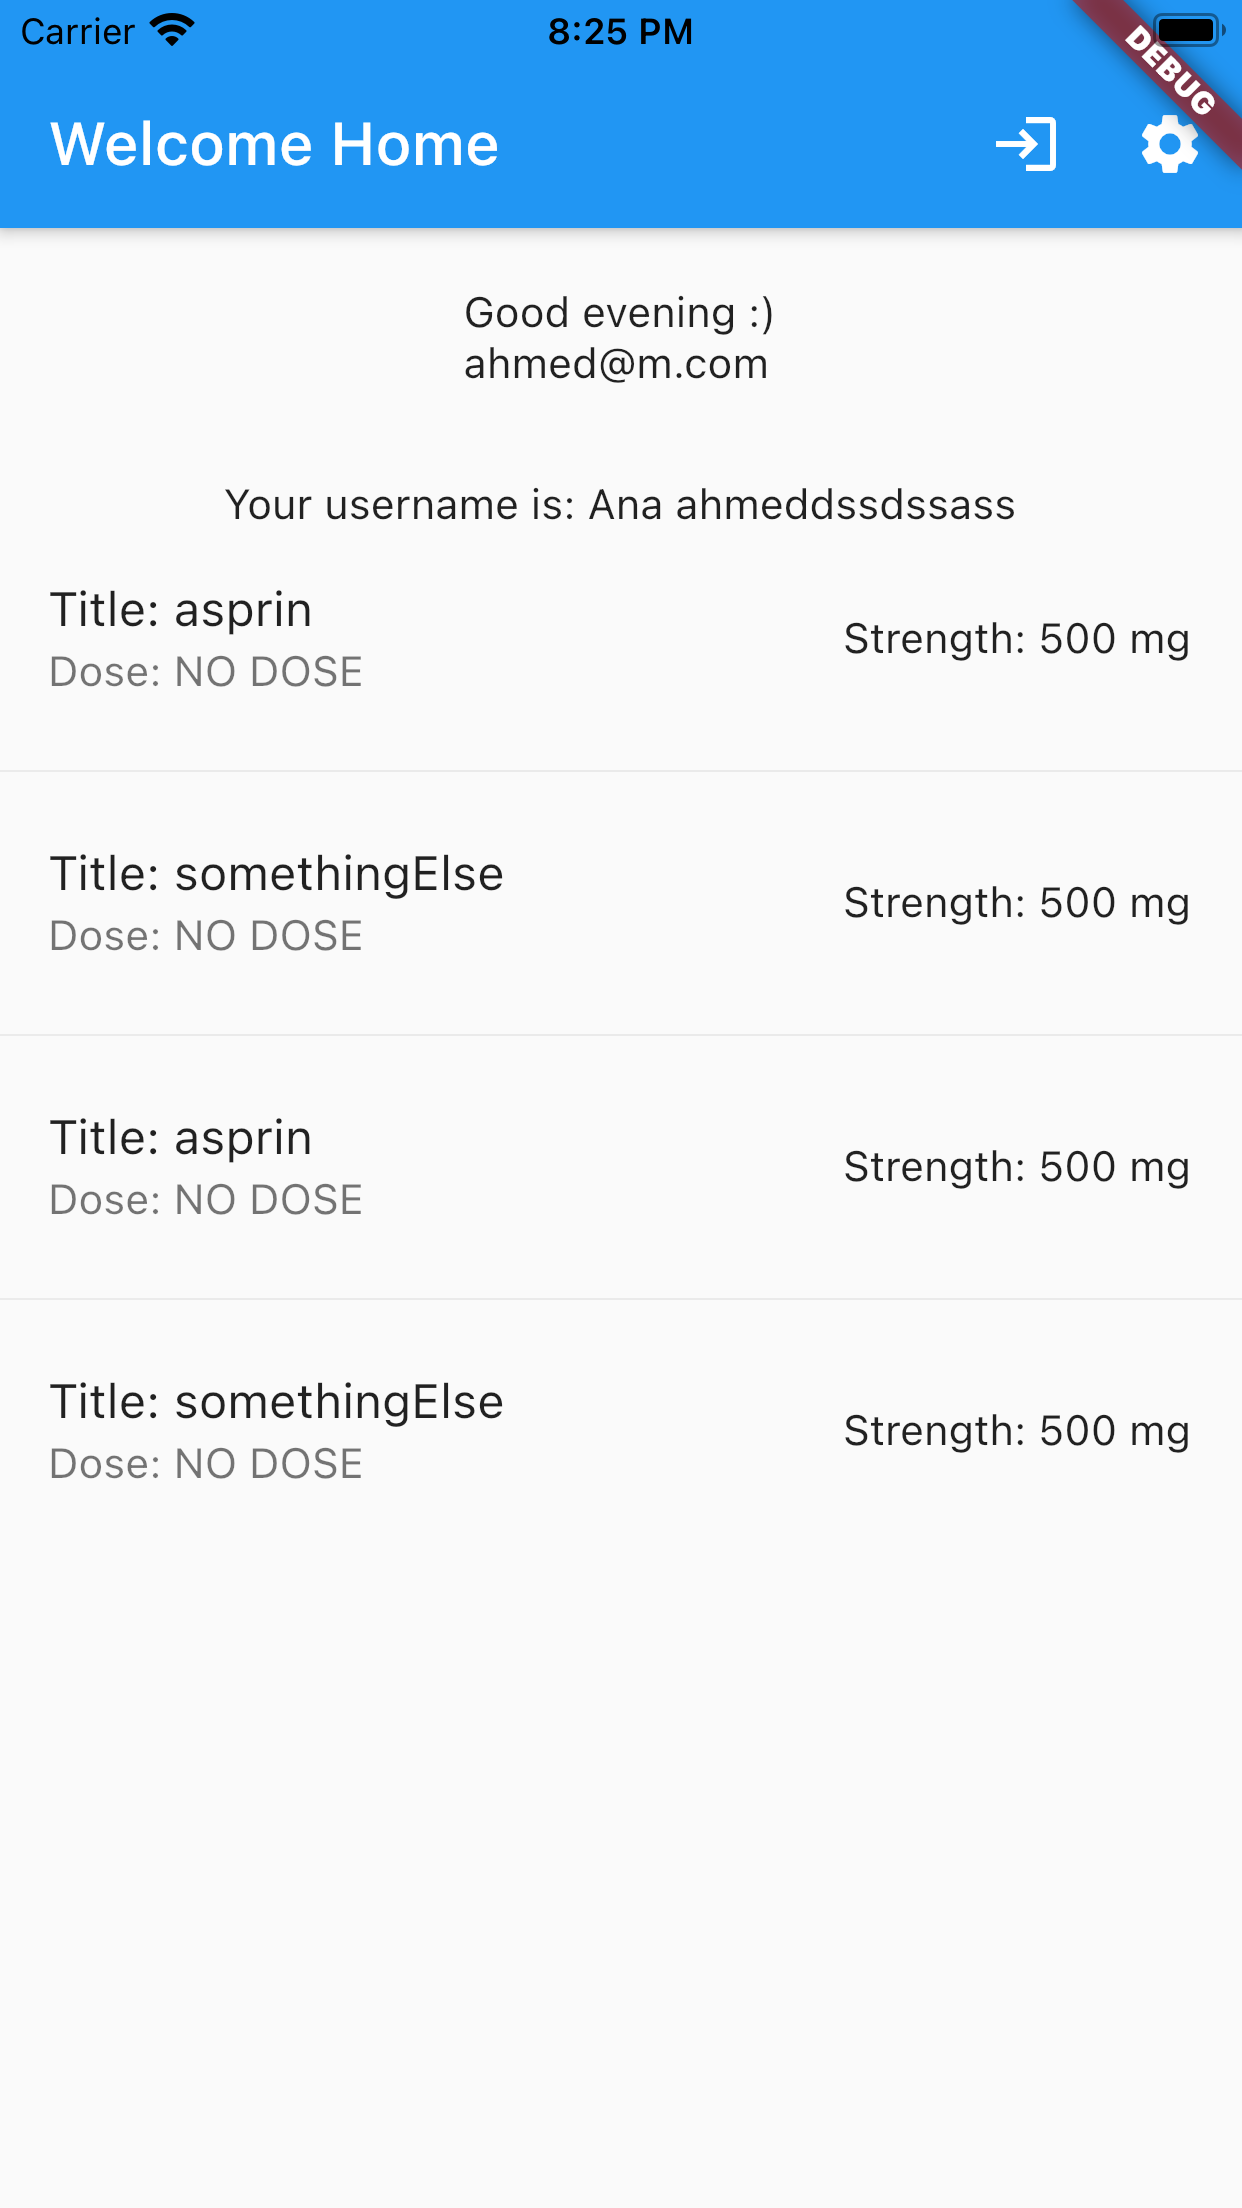 Carrier
8:25 PM
DEBUG
Welcome Home
Good evening :)
ahmed@m.com
Your username is: Ana ahmeddssdssass
Title: asprin
Dose: NO DOSE
Strength: 500 mg
Title: somethingElse
Dose: NO DOSE
Strength: 500 mg
Title: asprin
Dose: NO DOSE
Strength: 500 mg
Title: somethingElse
Dose: NO DOSE
Strength: 500 mg